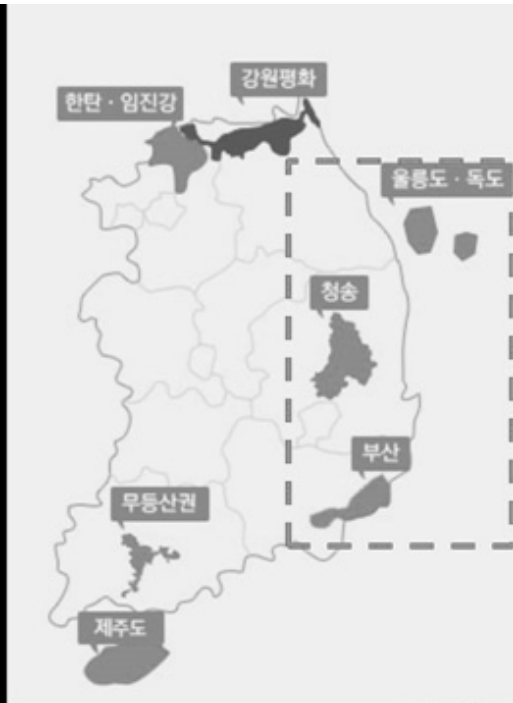 강원평화
한탄·임진강
울릉도·독도
청송
부산
무등산권
제주도